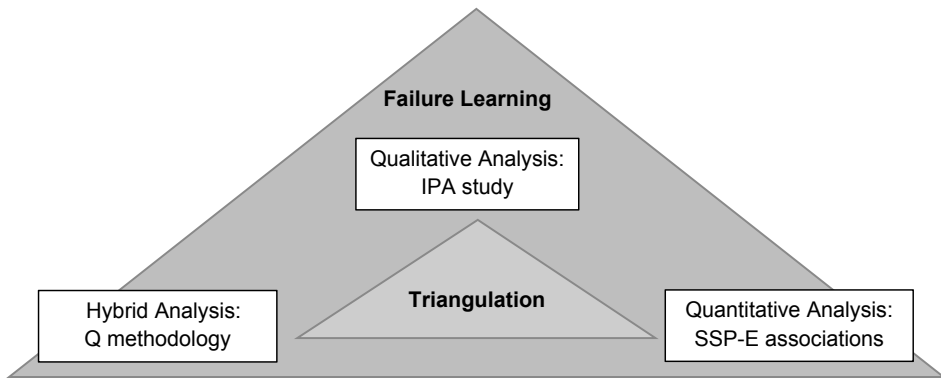 Failure Learning
Qualitative Analysis:
IPA study
Triangulation
Hybrid Analysis:
Q methodology
Quantitative Analysis:
SSP-E associations